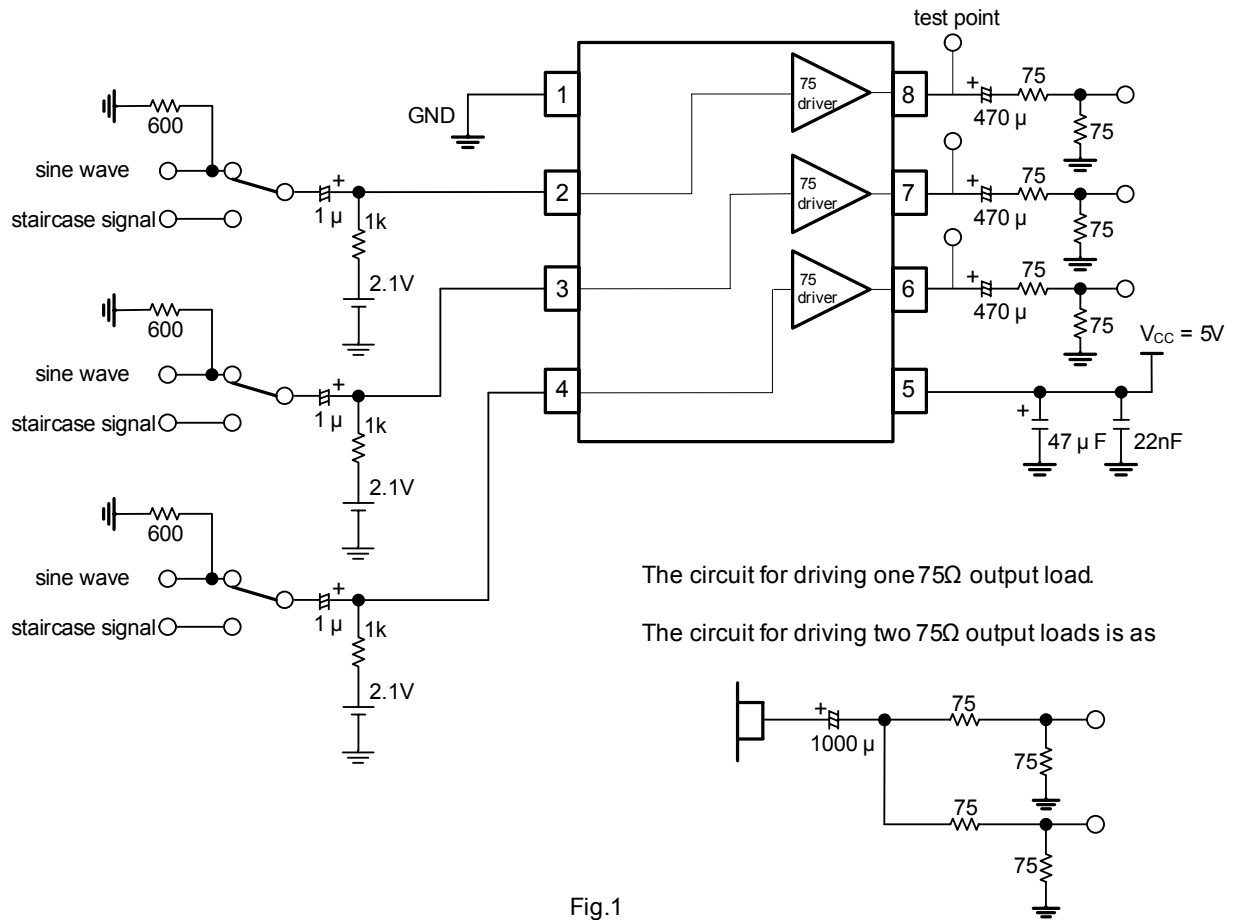 test point
75
driver
8
75
470 μ
75
1
GND
600
sine wave
staircase signal
1 μ
1k
2.1V
2
75
driver
7
75
470 μ
75
3
600
sine wave
staircase signal
1 μ
1k
2.1V
75
driver
6
75
470 μ
75
4
5
VCC = 5V
47 μ F
22nF
600
sine wave
staircase signal
1 μ
1k
2.1V
The circuit for driving one 75Ω output load.
The circuit for driving two 75Ω output loads is as
1000 μ
75
75
75
75
Fig.1